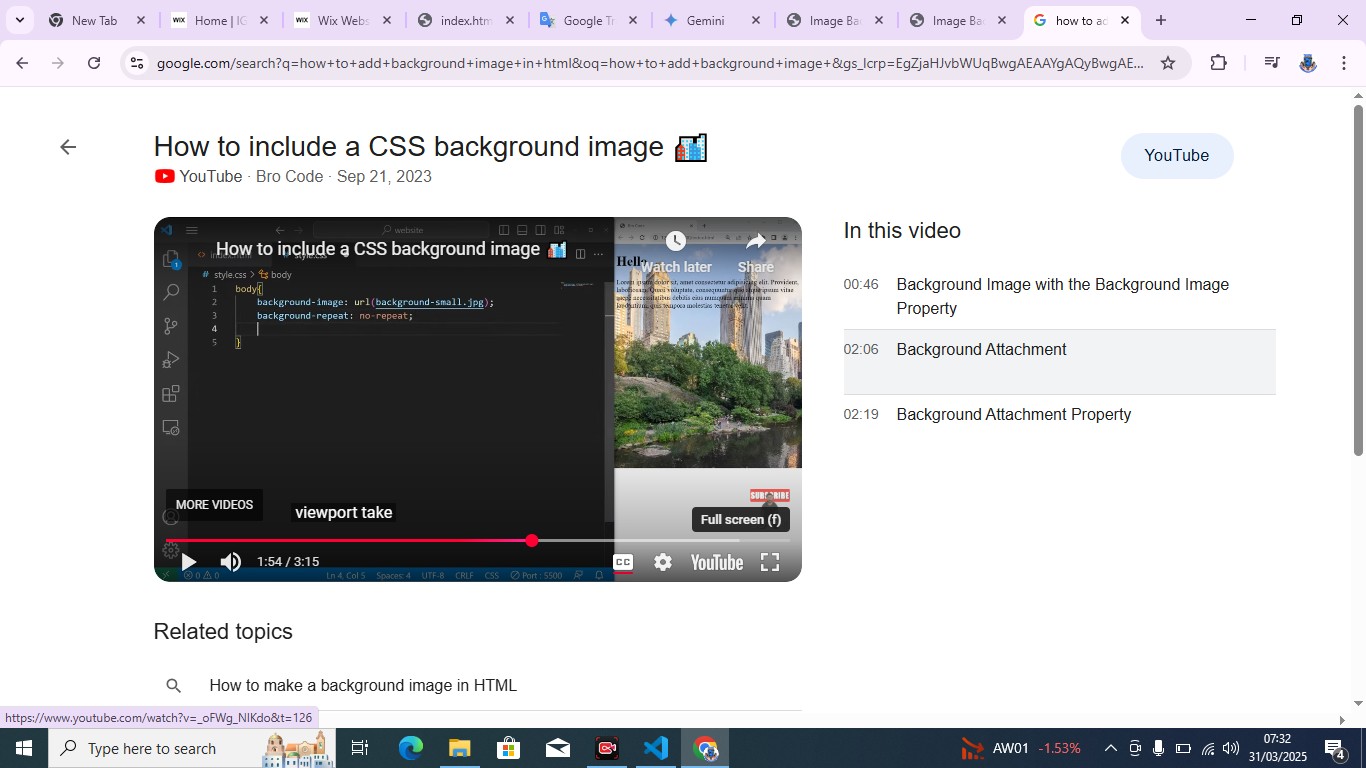 New Tab
Home | IG
Wix Webs
index.htm
Google Tr
Gemini
Image Ba
Image Ba
how to ad
google.com/search?q=how+to+add+background+image+in+html&oq=how+to+add+background+image+&gs_lcrp=EgZjaHJvbWUqBwgAEAAYgAQyBwgAE...
How to include a CSS background image 🏙️
YouTube · Bro Code · Sep 21, 2023
YouTube
website
How to include a CSS background image 🏙️
Watch later
Share
# style.css > body
1 body{
2 background-image: url(background-small.jpg);
3 background-repeat: no-repeat;
4
5 }
Hello
MORE VIDEOS
viewport take
SUBSCRIBE
Full screen (f)
1:54 / 3:15
CC
YouTube
Ln 4, Col 5 Spaces: 4 UTF-8 CRLF CSS Port : 5500
In this video
00:46 Background Image with the Background Image
Property
02:06 Background Attachment
02:19 Background Attachment Property
Related topics
How to make a background image in HTML
https://www.youtube.com/watch?v=_oFWg_NIKdo&t=126
Type here to search
AW01 -1.53%
07:32
31/03/2025
4